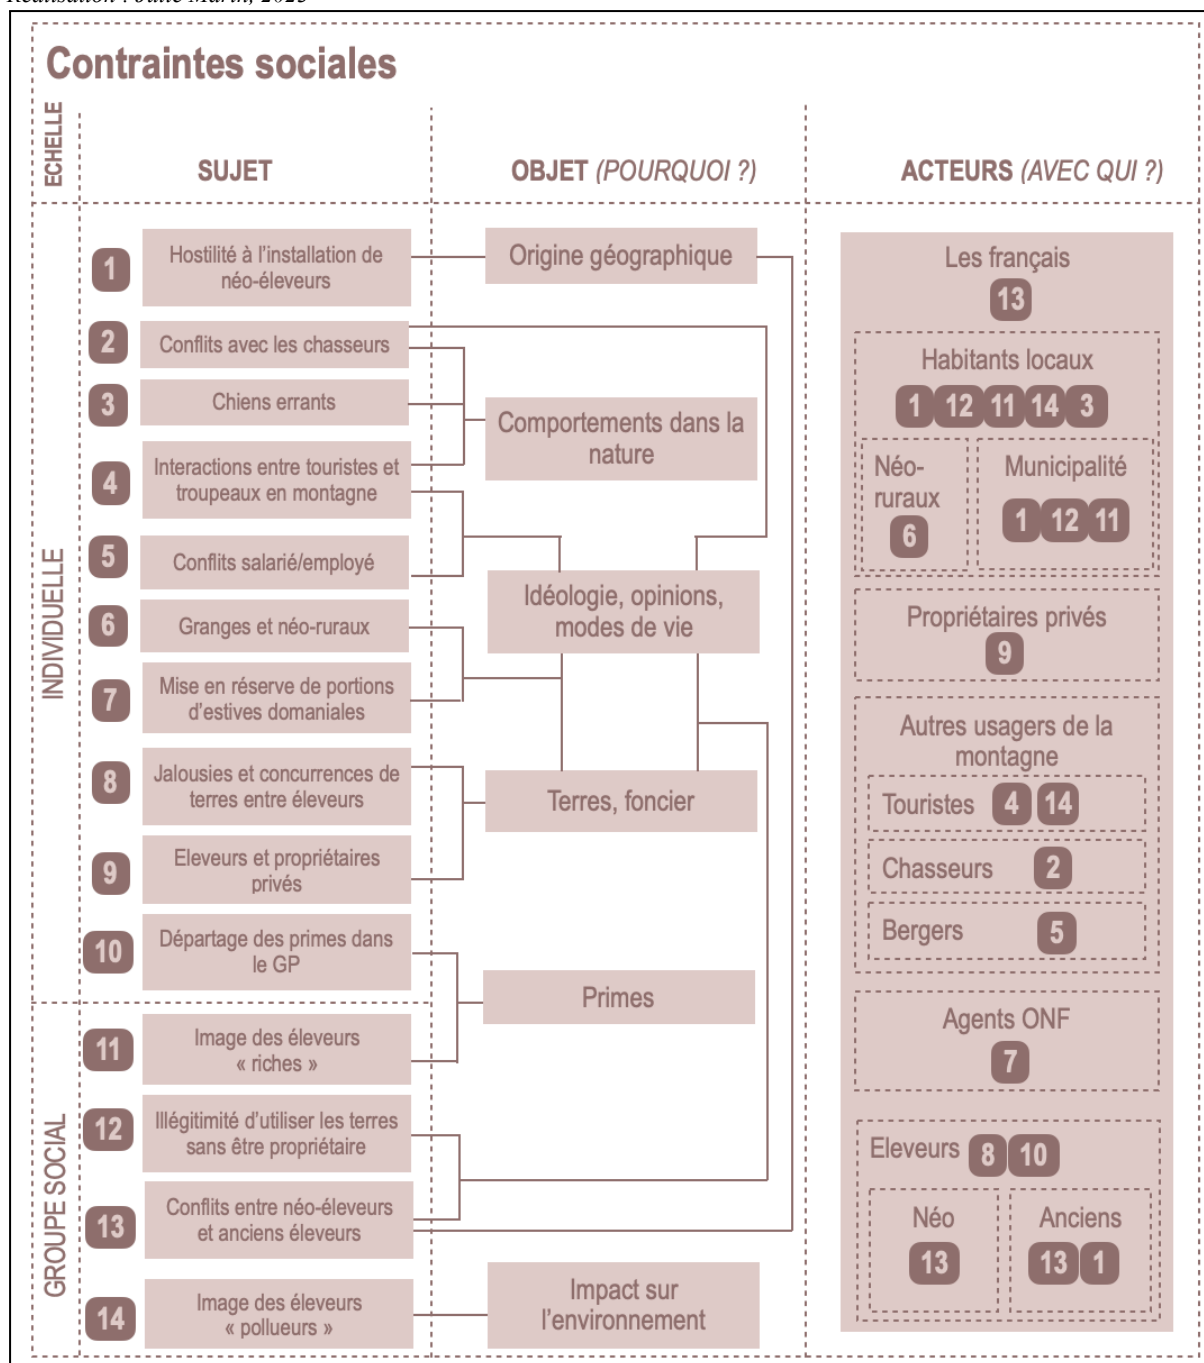 Réalisation : Julie Marin, 2023
Contraintes sociales
ECHELLE
SUJET
OBJET (POURQUOI ?)
ACTEURS (AVEC QUI ?)
INDIVIDUELLE
1
Hostilité à l'installation de
néo-éleveurs
2
Conflits avec les chasseurs
3
Chiens errants
4
Interactions entre touristes et
troupeaux en montagne
5
Conflits salarié/employé
6
Granges et néo-ruraux
7
Mise en réserve de portions
d'estives domaniales
8
Jalousies et concurrences de
terres entre éleveurs
9
Eleveurs et propriétaires
privés
10
Départage des primes dans
le GP
GROUPE SOCIAL
11
Image des éleveurs
« riches »
12
Illégitimité d'utiliser les terres
sans être propriétaire
13
Conflits entre néo-éleveurs
et anciens éleveurs
14
Image des éleveurs
« pollueurs »
Origine géographique
Comportements dans la
nature
Idéologie, opinions,
modes de vie
Terres, foncier
Primes
Impact sur
l'environnement
Les français
13
Habitants locaux
1 12 11 14 3
Néo-
ruraux
6
Municipalité
1 12 11
Propriétaires privés
9
Autres usagers de la
montagne
Touristes 4 14
Chasseurs 2
Bergers 5
Agents ONF
7
Eleveurs 8 10
Néo
13
Anciens
13 1